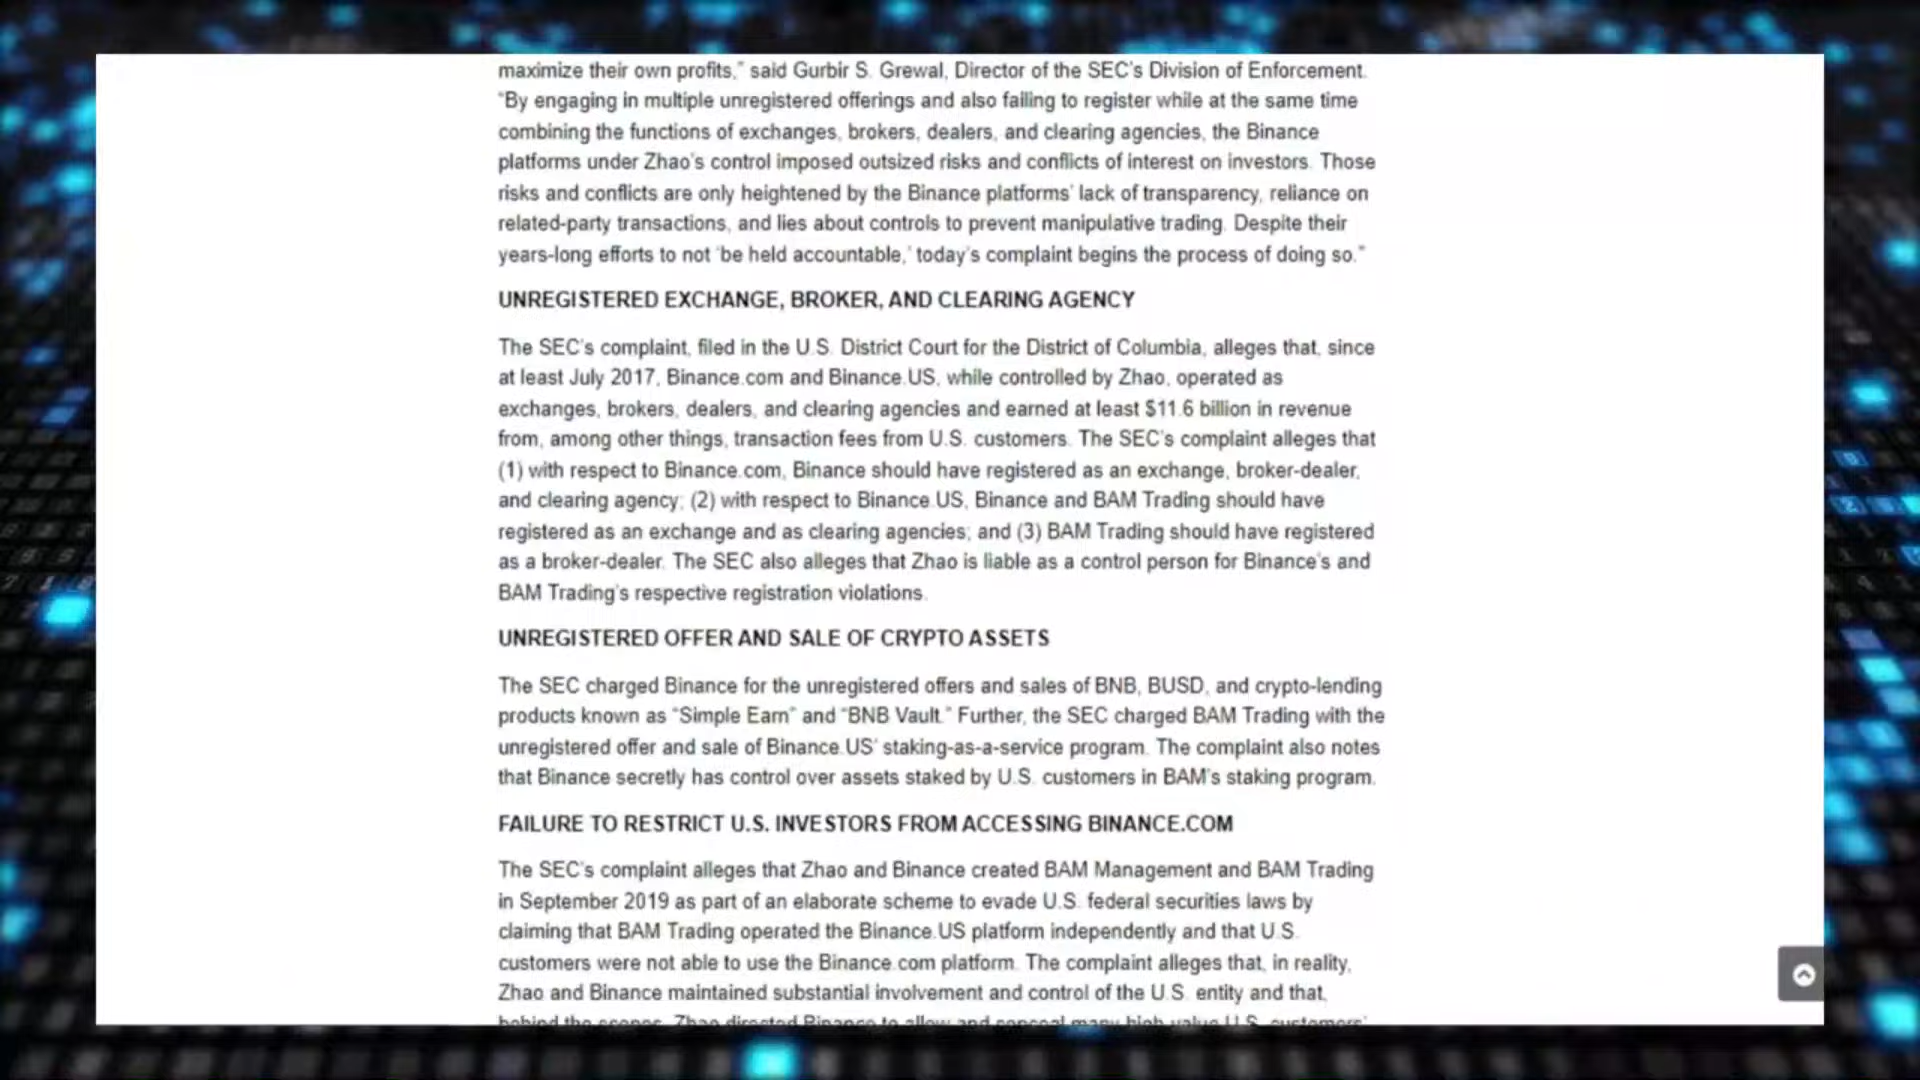 maximize their own profits,” said Gurbir S. Grewal, Director of the SEC’s Division of Enforcement.
“By engaging in multiple unregistered offerings and also failing to register while at the same time
combining the functions of exchanges, brokers, dealers, and clearing agencies, the Binance
platforms under Zhao’s control imposed outsized risks and conflicts of interest on investors. Those
risks and conflicts are only heightened by the Binance platforms’ lack of transparency, reliance on
related-party transactions, and lies about controls to prevent manipulative trading. Despite their
years-long efforts to not ‘be held accountable,’ today’s complaint begins the process of doing so.”
UNREGISTERED EXCHANGE, BROKER, AND CLEARING AGENCY
The SEC’s complaint, filed in the U.S. District Court for the District of Columbia, alleges that, since
at least July 2017, Binance.com and Binance.US, while controlled by Zhao, operated as
exchanges, brokers, dealers, and clearing agencies and earned at least $11.6 billion in revenue
from, among other things, transaction fees from U.S. customers. The SEC’s complaint alleges that
(1) with respect to Binance.com, Binance should have registered as an exchange, broker-dealer,
and clearing agency; (2) with respect to Binance.US, Binance and BAM Trading should have
registered as an exchange and as clearing agencies; and (3) BAM Trading should have registered
as a broker-dealer. The SEC also alleges that Zhao is liable as a control person for Binance’s and
BAM Trading’s respective registration violations.
UNREGISTERED OFFER AND SALE OF CRYPTO ASSETS
The SEC charged Binance for the unregistered offers and sales of BNB, BUSD, and crypto-lending
products known as “Simple Earn” and “BNB Vault.” Further, the SEC charged BAM Trading with the
unregistered offer and sale of Binance.US’ staking-as-a-service program. The complaint also notes
that Binance secretly has control over assets staked by U.S. customers in BAM’s staking program.
FAILURE TO RESTRICT U.S. INVESTORS FROM ACCESSING BINANCE.COM
The SEC’s complaint alleges that Zhao and Binance created BAM Management and BAM Trading
in September 2019 as part of an elaborate scheme to evade U.S. federal securities laws by
claiming that BAM Trading operated the Binance.US platform independently and that U.S.
customers were not able to use the Binance.com platform. The complaint alleges that, in reality,
Zhao and Binance maintained substantial involvement and control of the U.S. entity and that,
behind the scenes, Zhao directed Binance to allow and conceal many high-value U.S. customers’